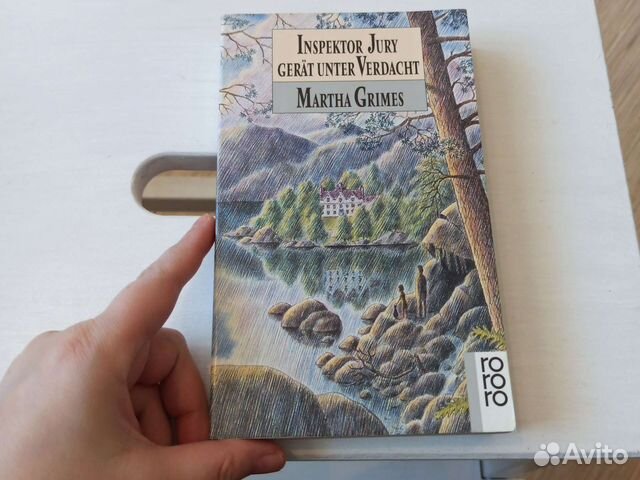 INSPEKTOR JURY
GERÄT UNTER VERDACHT
MARTHA GRIMES
ro
ro
ro
Avito